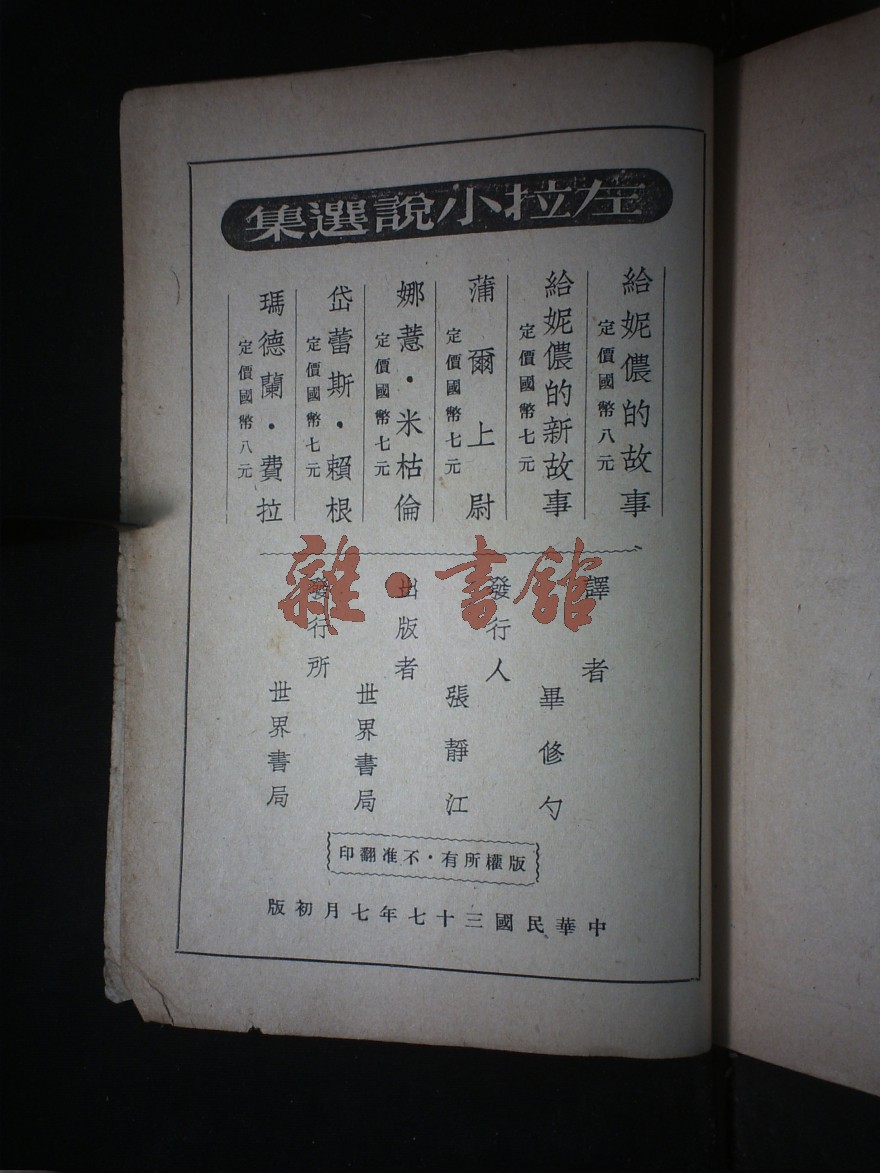 左拉小說選集
給妮儂的故事
定價國幣八元
給妮儂的新故事
定價國幣七元
蒲爾上尉
定價國幣七元
娜薏·米枯倫
定價國幣七元
岱蕾斯·賴根
定價國幣七元
瑪德蘭·費拉
定價國幣八元
譯者
畢修勺
發行人
張靜江
出版者
世界書局
發行所
世界書局
版權所有·不准翻印
中華民國三十七年七月初版
雜·書館